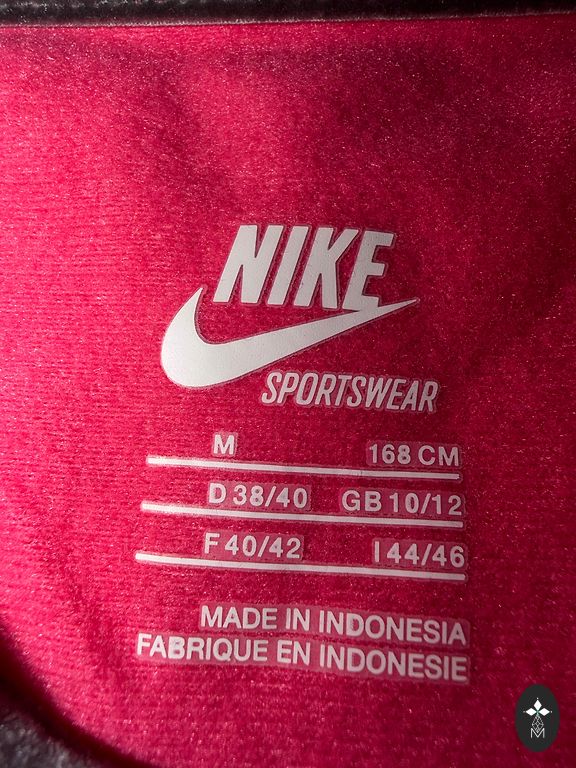 NIKE
SPORTSWEAR
M 168 CM
D 38/40 GB 10/12
F 40/42 I 44/46
MADE IN INDONESIA
FABRIQUE EN INDONESIE